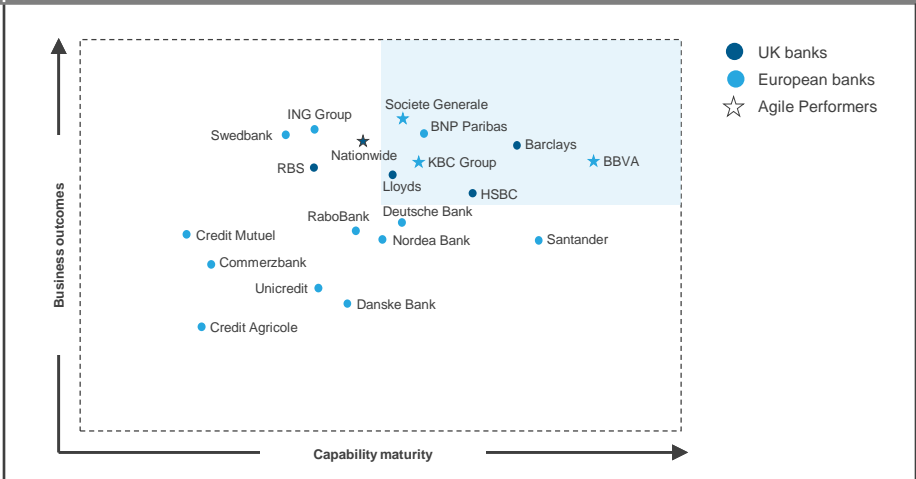 UK banks
European banks
Agile Performers
Societe Generale
ING Group
BNP Paribas
Swedbank
Barclays
Nationwide
KBC Group
BBVA
RBS
Lloyds
HSBC
RaboBank
Deutsche Bank
Credit Mutuel
Nordea Bank
Santander
Commerzbank
Unicredit
Danske Bank
Credit Agricole
Business outcomes
Capability maturity